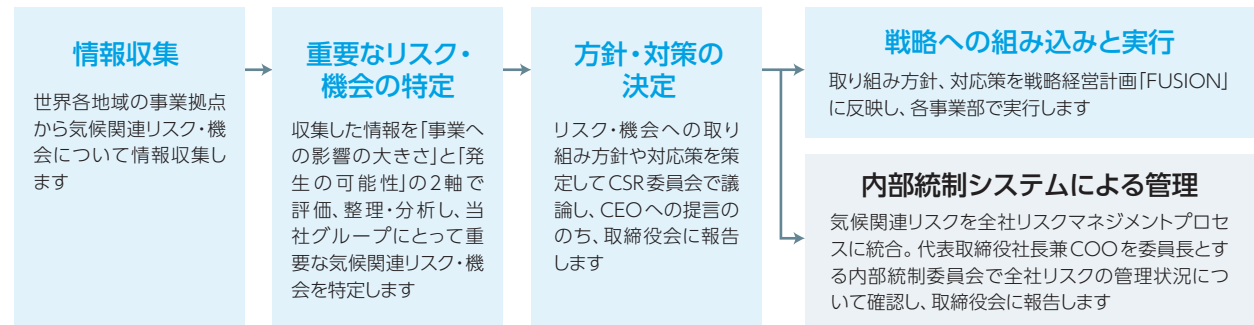 情報収集
世界各地域の事業拠点
から気候関連リスク・機
会について情報収集し
ます
重要なリスク・
機会の特定
収集した情報を「事業へ
の影響の大きさ」と「発
生の可能性」の2軸で
評価、整理・分析し、当
社グループにとって重
要な気候関連リスク・機
会を特定します
方針・対策の
決定
リスク・機会への取り
組み方針や対応策を策
定してCSR委員会で議
論し、CEOへの提言の
のち、取締役会に報告
します
戦略への組み込みと実行
取り組み方針、対応策を戦略経営計画「FUSION」
に反映し、各事業部で実行します
内部統制システムによる管理
気候関連リスクを全社リスクマネジメントプロセ
スに統合。代表取締役社長兼COOを委員長とす
る内部統制委員会で全社リスクの管理状況につ
いて確認し、取締役会に報告します